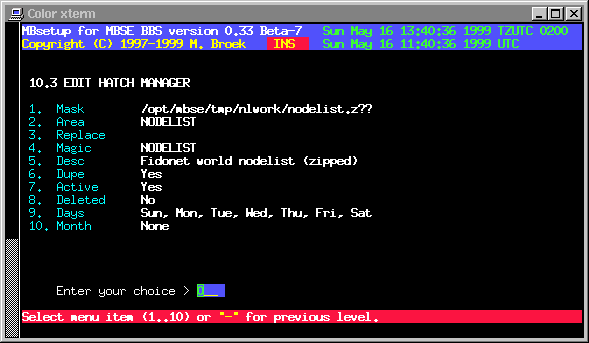 Color xterm
MBsetup for MBSE BBS version 0.33 Beta-7 Sun May 16 13:40:36 1999 TZUTC 0200
Copyright (C) 1997-1999 M. Broek INS Sun May 16 11:40:36 1999 UTC
10.3 EDIT HATCH MANAGER
1. Mask /opt/mbse/tmp/nlwork/nodelist.z??
2. Area NODELIST
3. Replace
4. Magic NODELIST
5. Desc Fidonet world nodelist (zipped)
6. Dupe Yes
7. Active Yes
8. Deleted No
9. Days Sun, Mon, Tue, Wed, Thu, Fri, Sat
10. Month None
Enter your choice > 0__
Select menu item (1..10) or "-" for previous level.